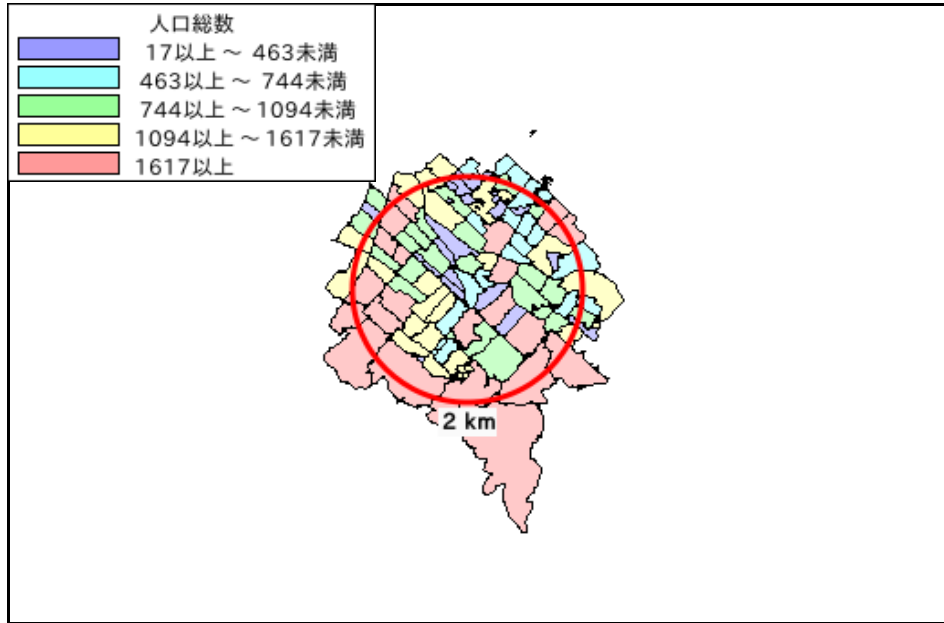 人口総数
17以上 ～ 463未満
463以上 ～ 744未満
744以上 ～ 1094未満
1094以上 ～ 1617未満
1617以上
2 km